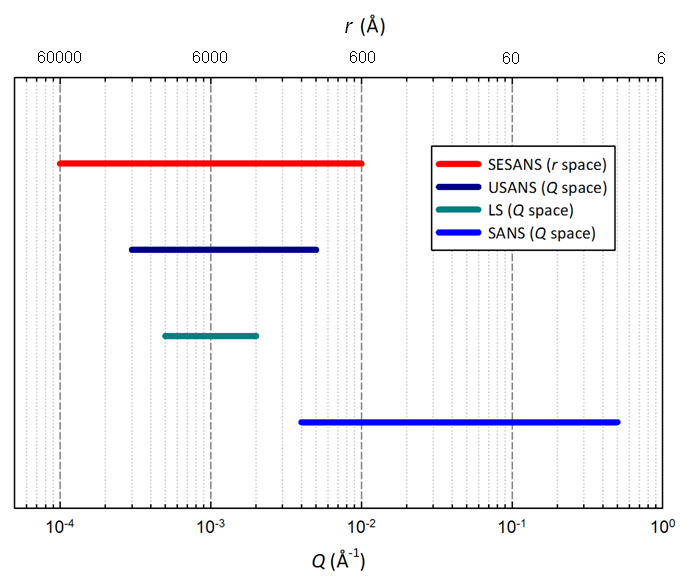 r (Å)
60000 6000 600 60 6
SESANS (r space)
USANS (Q space)
LS (Q space)
SANS (Q space)
10⁻⁴ 10⁻³ 10⁻² 10⁻¹ 10⁰
Q (Å⁻¹)